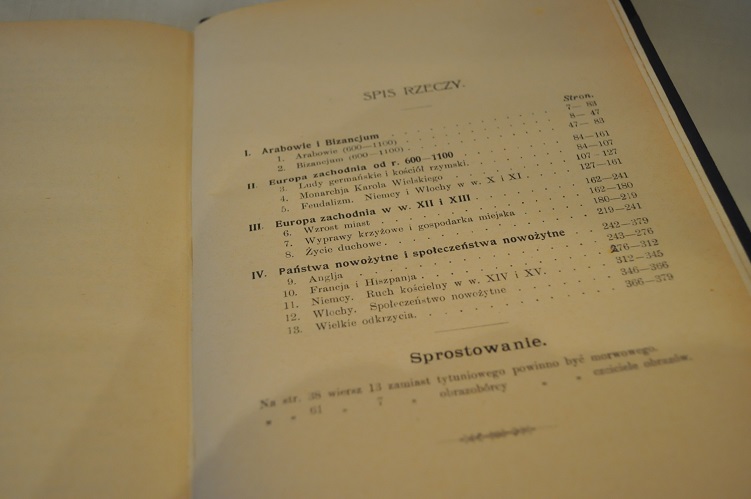 SPIS RZECZY.
Stron.
I. Arabowie i Bizancjum . . . . . . . . . . 7— 83
1. Arabowie (600—1100) . . . . . . . . . . 8— 47
2. Bizancjum (600—1100) . . . . . . . . . . 47— 83
II. Europa zachodnia od r. 600—1100 . . . . . . . 84—161
3. Ludy germańskie i kościół rzymski. . . . . . . 84—107
4. Monarchja Karola Wielkiego . . . . . . . . 107-127
5. Feudalizm. Niemcy i Włochy w w. X i XI . . . . 127—161
III. Europa zachodnia w w. XII i XIII . . . . . . . 162—241
6. Wzrost miast . . . . . . . . . . 162—180
7. Wyprawy krzyżowe i gospodarka miejska . . . . 180—219
8. Życie duchowe . . . . . . . . . . 219—241
IV. Państwa nowożytne i społeczeństwa nowożytne . . . 242—379
9. Anglja . . . . . . . . . . 243—276
10. Francja i Hiszpanja . . . . . . . . . . 276—312
11. Niemcy. Ruch kościelny w w. XIV i XV. . . . . 312—345
12. Włochy. Społeczeństwo nowożytne . . . . . . 346—366
13. Wielkie odkrzycia. . . . . . . . . . . 366—379
Sprostowanie.
Na str. 38 wiersz 13 zamiast tytuniowego powinno być morwowego.
" " 61 " 7 " obrazobórcy " " czciciele obrazów.